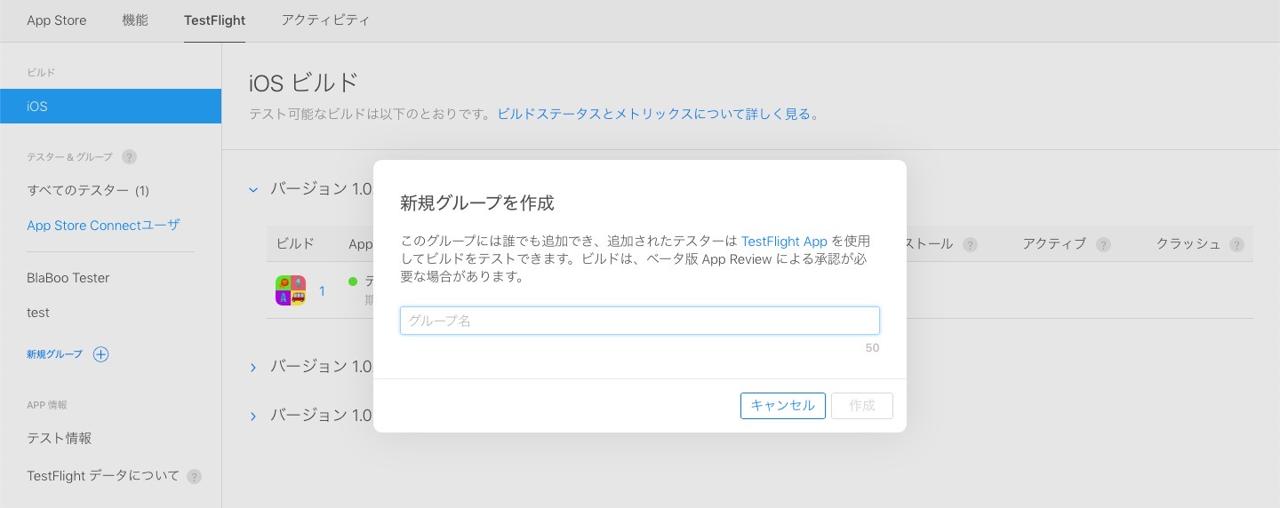 App Store 機能 TestFlight アクティビティ
ビルド
iOS
テスター & グループ ?
すべてのテスター (1)
App Store Connectユーザ
BlaBoo Tester
test
新規グループ
APP 情報
テスト情報
TestFlight データについて ?
iOS ビルド
テスト可能なビルドは以下のとおりです。ビルドステータスとメトリックスについて詳しく見る。
バージョン 1.0
ビルド App ストール ? アクティブ ? クラッシュ ?
1 テ
期
バージョン 1.0
バージョン 1.0
新規グループを作成
このグループには誰でも追加でき、追加されたテスターは TestFlight App を使用
してビルドをテストできます。ビルドは、ベータ版 App Review による承認が必
要な場合があります。
グループ名
50
キャンセル 作成